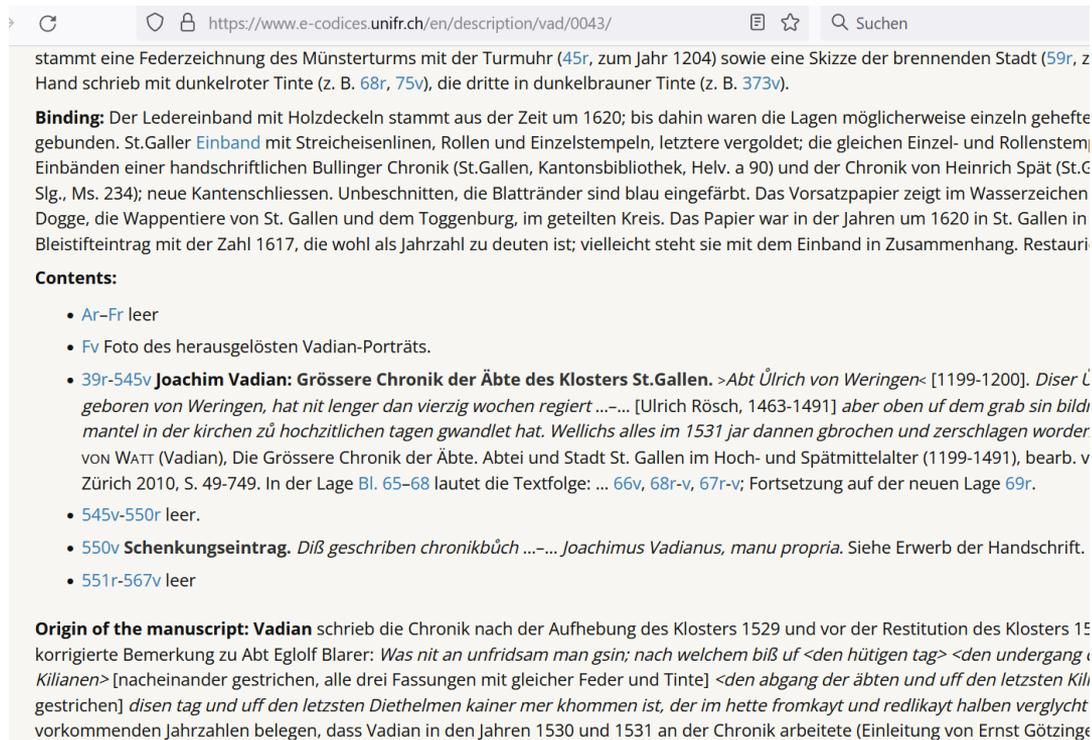 https://www.e-codices.unifr.ch/en/description/vad/0043/ Suchen
stammt eine Federzeichnung des Münsterturms mit der Turmuhr (45r, zum Jahr 1204) sowie eine Skizze der brennenden Stadt (59r, z
Hand schrieb mit dunkelroter Tinte (z. B. 68r, 75v), die dritte in dunkelbrauner Tinte (z. B. 373v).
Binding: Der Ledereinband mit Holzdeckeln stammt aus der Zeit um 1620; bis dahin waren die Lagen möglicherweise einzeln gehefte
gebunden. St.Galler Einband mit Streicheisenlinen, Rollen und Einzelstempeln, letztere vergoldet; die gleichen Einzel- und Rollenstemp
Einbänden einer handschriftlichen Bullinger Chronik (St.Gallen, Kantonsbibliothek, Helv. a 90) und der Chronik von Heinrich Spät (St.G
Slg., Ms. 234); neue Kantenschliessen. Unbeschnitten, die Blattränder sind blau eingefärbt. Das Vorsatzpapier zeigt im Wasserzeichen
Dogge, die Wappentiere von St. Gallen und dem Toggenburg, im geteilten Kreis. Das Papier war in der Jahren um 1620 in St. Gallen in
Bleistifteintrag mit der Zahl 1617, die wohl als Jahrzahl zu deuten ist; vielleicht steht sie mit dem Einband in Zusammenhang. Restauri
Contents:
• Ar–Fr leer
• Fv Foto des herausgelösten Vadian-Porträts.
• 39r-545v Joachim Vadian: Grössere Chronik der Äbte des Klosters St.Gallen. >Abt Ůlrich von Weringen< [1199-1200]. Diser Ů
geboren von Weringen, hat nit lenger dan vierzig wochen regiert ...–... [Ulrich Rösch, 1463-1491] aber oben uf dem grab sin bildn
mantel in der kirchen zů hochzitlichen tagen gwandlet hat. Wellichs alles im 1531 jar dannen gbrochen und zerschlagen worden
VON WATT (Vadian), Die Grössere Chronik der Äbte. Abtei und Stadt St. Gallen im Hoch- und Spätmittelalter (1199-1491), bearb. v
Zürich 2010, S. 49-749. In der Lage Bl. 65–68 lautet die Textfolge: ... 66v, 68r-v, 67r-v; Fortsetzung auf der neuen Lage 69r.
• 545v-550r leer.
• 550v Schenkungseintrag. Diß geschriben chronikbůch ...–... Joachimus Vadianus, manu propria. Siehe Erwerb der Handschrift.
• 551r-567v leer
Origin of the manuscript: Vadian schrieb die Chronik nach der Aufhebung des Klosters 1529 und vor der Restitution des Klosters 15
korrigierte Bemerkung zu Abt Eglolf Blarer: Was nit an unfridsam man gsin; nach welchem biß uf <den hütigen tag> <den undergang d
Kilianen> [nacheinander gestrichen, alle drei Fassungen mit gleicher Feder und Tinte] <den abgang der äbten und uff den letzsten Kili
gestrichen] disen tag und uff den letzsten Diethelmen kainer mer khommen ist, der im hette fromkayt und redlikayt halben verglycht
vorkommenden Jahrzahlen belegen, dass Vadian in den Jahren 1530 und 1531 an der Chronik arbeitete (Einleitung von Ernst Götzing